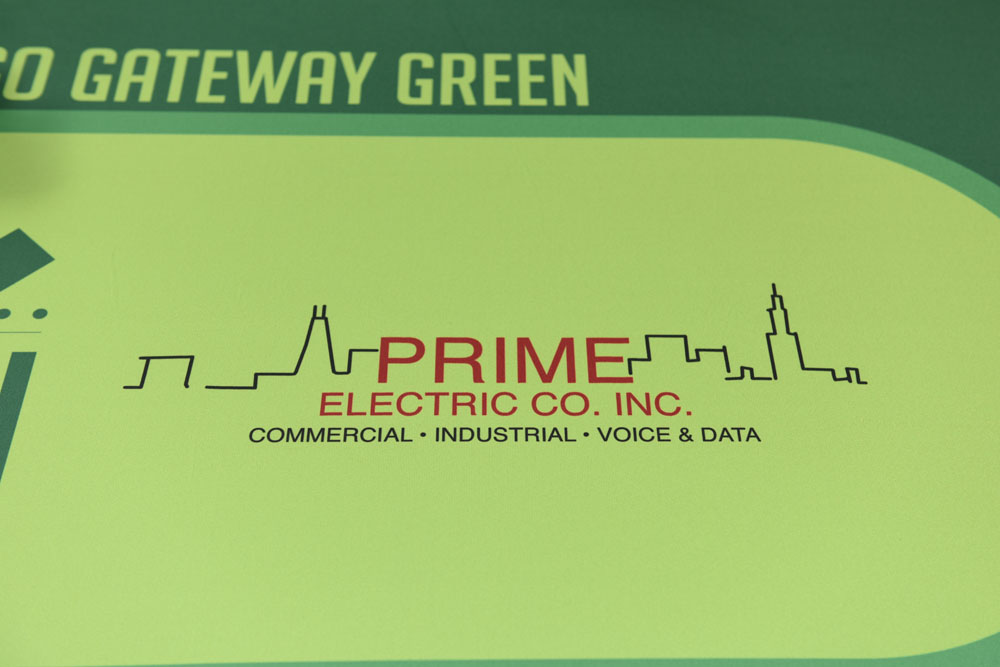 GO GATEWAY GREEN
PRIME
ELECTRIC CO. INC.
COMMERCIAL • INDUSTRIAL • VOICE & DATA